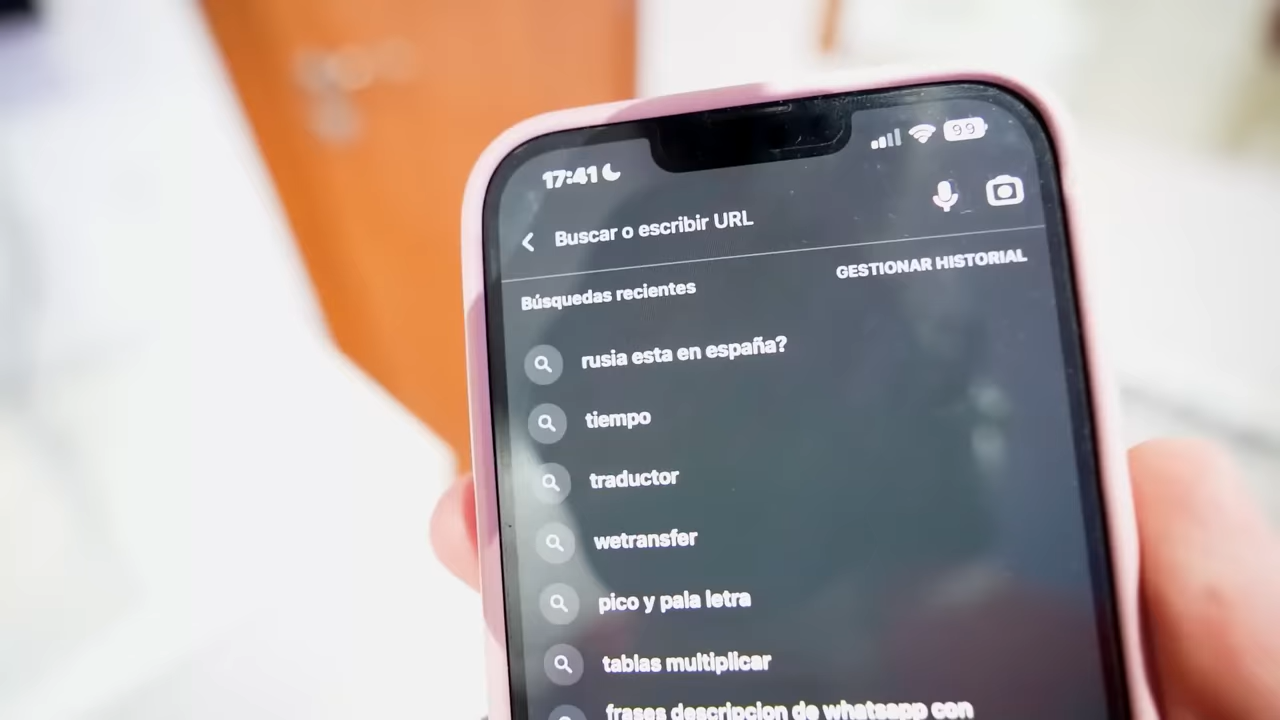 17:41
99
Buscar o escribir URL
GESTIONAR HISTORIAL
Búsquedas recientes
rusia esta en españa?
tiempo
traductor
wetransfer
pico y pala letra
tablas multiplicar
frases descripcion de whatsapp con